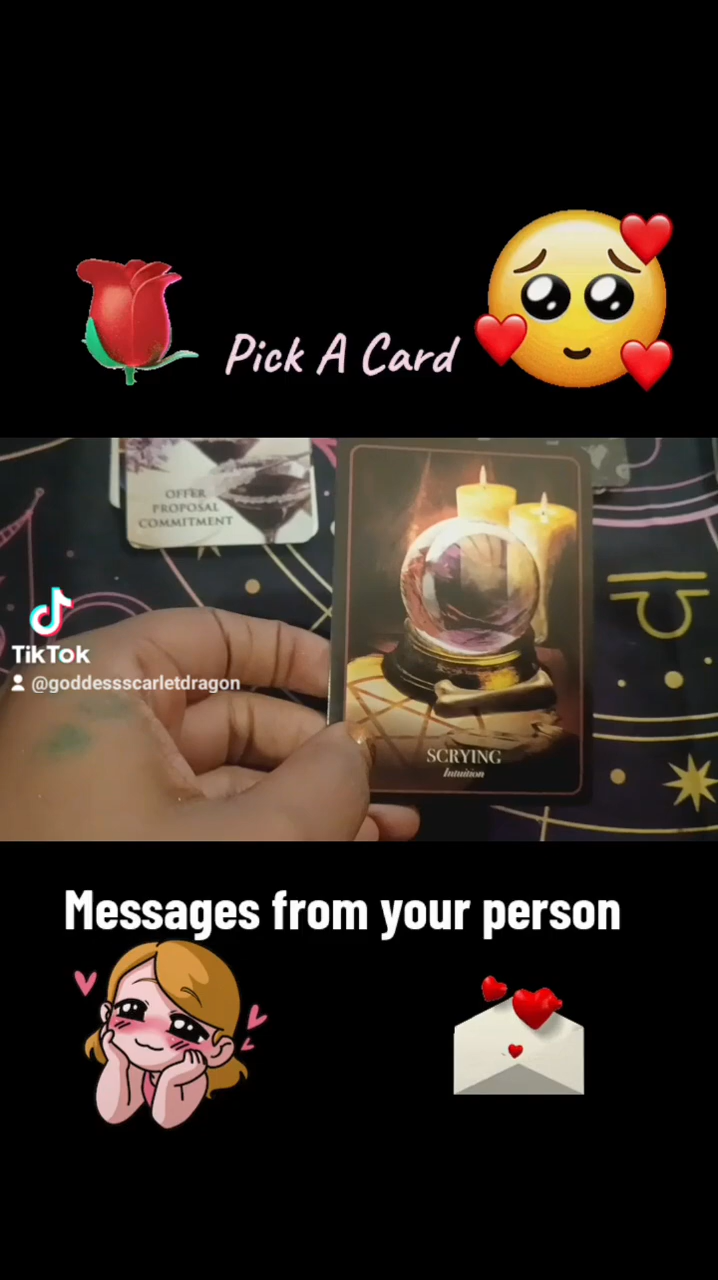 Pick A Card
OFFER
PROPOSAL
COMMITMENT
TikTok
@goddessscarletdragon
SCRYING
Intuition
Messages from your person